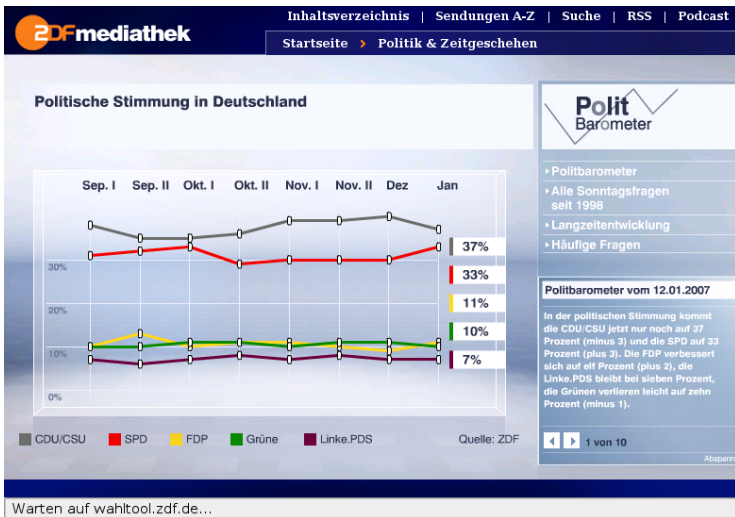 Inhaltsverzeichnis | Sendungen A-Z | Suche | RSS | Podcast
ZDFmediathek
Startseite > Politik & Zeitgeschehen
Politische Stimmung in Deutschland
Polit
Barometer
Sep. I Sep. II Okt. I Okt. II Nov. I Nov. II Dez Jan
37%
33%
11%
10%
7%
30%
20%
10%
0%
CDU/CSU SPD FDP Grüne Linke.PDS Quelle: ZDF
Politbarometer
Alle Sonntagsfragen
seit 1998
Langzeitentwicklung
Häufige Fragen
Politbarometer vom 12.01.2007
In der politischen Stimmung kommt
die CDU/CSU jetzt nur noch auf 37
Prozent (minus 3) und die SPD auf 33
Prozent (plus 3). Die FDP verbessert
sich auf elf Prozent (plus 2), die
Linke.PDS bleibt bei sieben Prozent,
die Grünen verlieren leicht auf zehn
Prozent (minus 1).
1 von 10
Abspann
Warten auf wahltool.zdf.de...